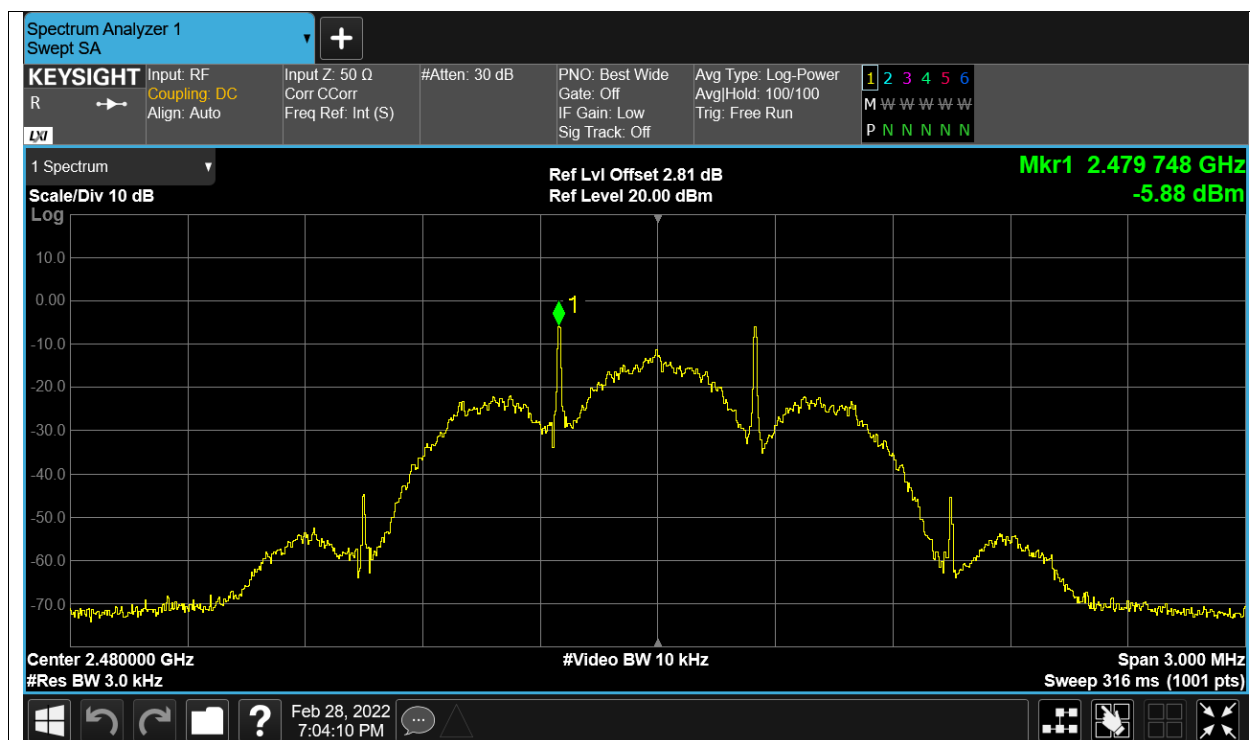 Spectrum Analyzer 1
Swept SA
+
KEYSIGHT
R
LXI
Input: RF
Coupling: DC
Align: Auto
Input Z: 50 Ω
Corr CCorr
Freq Ref: Int (S)
#Atten: 30 dB
PNO: Best Wide
Gate: Off
IF Gain: Low
Sig Track: Off
Avg Type: Log-Power
Avg|Hold: 100/100
Trig: Free Run
1 2 3 4 5 6
M W W W W W
P N N N N N
1 Spectrum
Scale/Div 10 dB
Ref Lvl Offset 2.81 dB
Ref Level 20.00 dBm
Mkr1 2.479 748 GHz
-5.88 dBm
Log
10.0
0.00
1
-10.0
-20.0
-30.0
-40.0
-50.0
-60.0
-70.0
Center 2.480000 GHz
#Video BW 10 kHz
Span 3.000 MHz
#Res BW 3.0 kHz
Sweep 316 ms (1001 pts)
?
Feb 28, 2022
7:04:10 PM